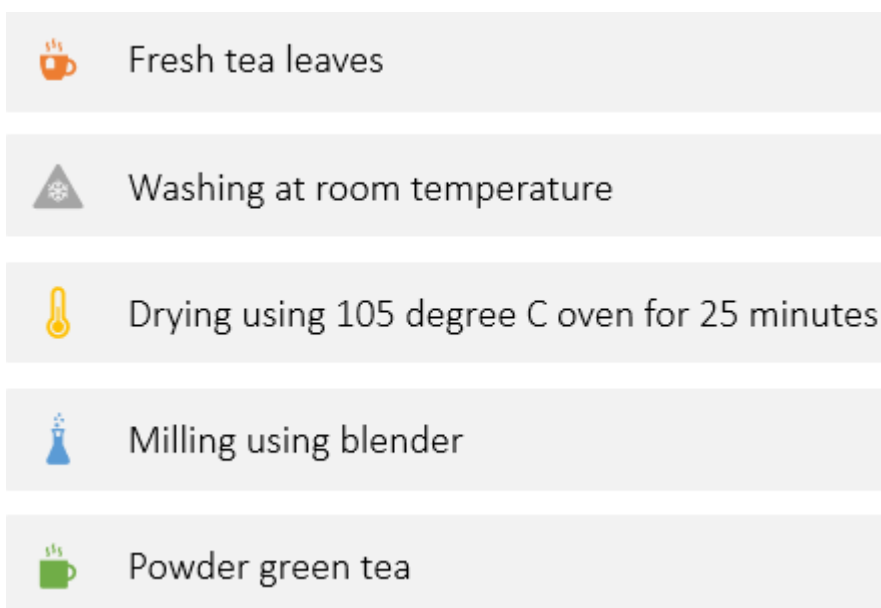 Fresh tea leaves
Washing at room temperature
Drying using 105 degree C oven for 25 minutes
Milling using blender
Powder green tea